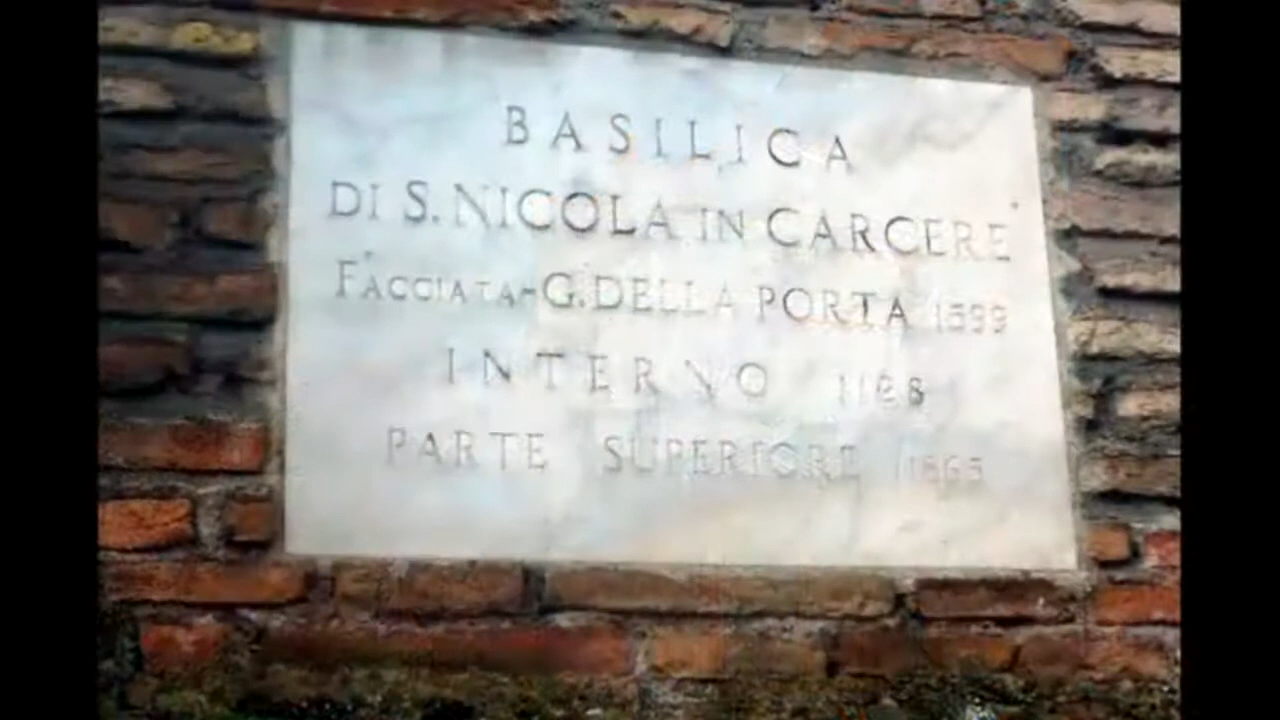 BASILICA
DI S. NICOLA IN CARCERE
FACCIATA-G. DELLA PORTA 1599
INTERNO 1128
PARTE SUPERIORE 1865